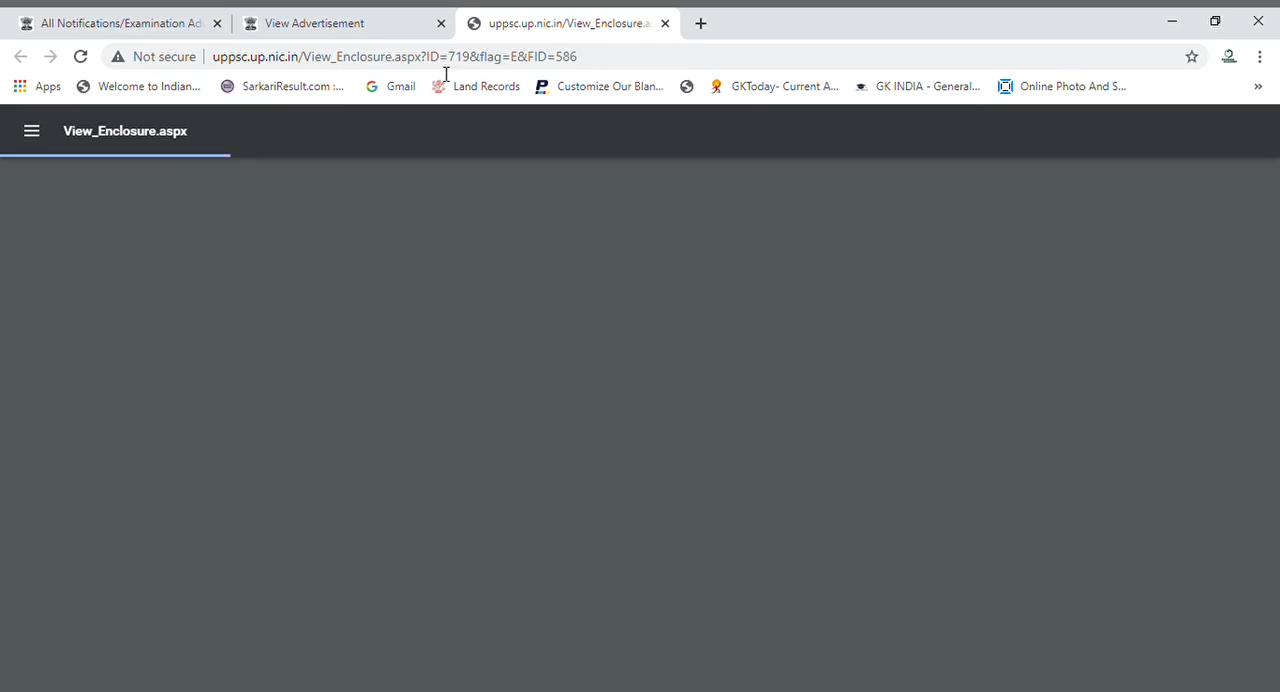 All Notifications/Examination Ad
View Advertisement
uppsc.up.nic.in/View_Enclosure.a
Not secure
uppsc.up.nic.in/View_Enclosure.aspx?ID=719&flag=E&FID=586
Apps
Welcome to Indian...
SarkariResult.com :...
Gmail
Land Records
Customize Our Blan...
GKToday- Current A...
GK INDIA - General...
Online Photo And S...
View_Enclosure.aspx